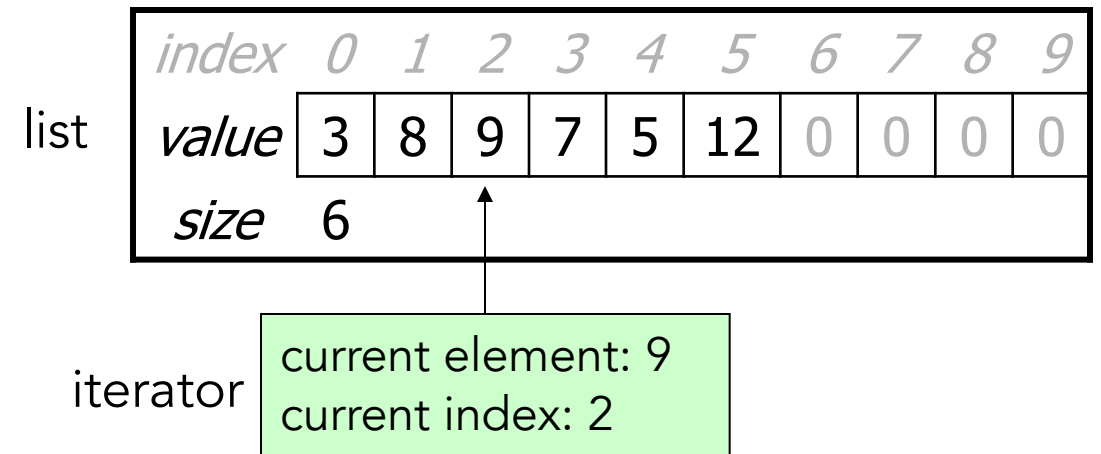 index 0 1 2 3 4 5 6 7 8 9
list value 3 8 9 7 5 12 0 0 0 0
size 6
iterator
current element: 9
current index: 2